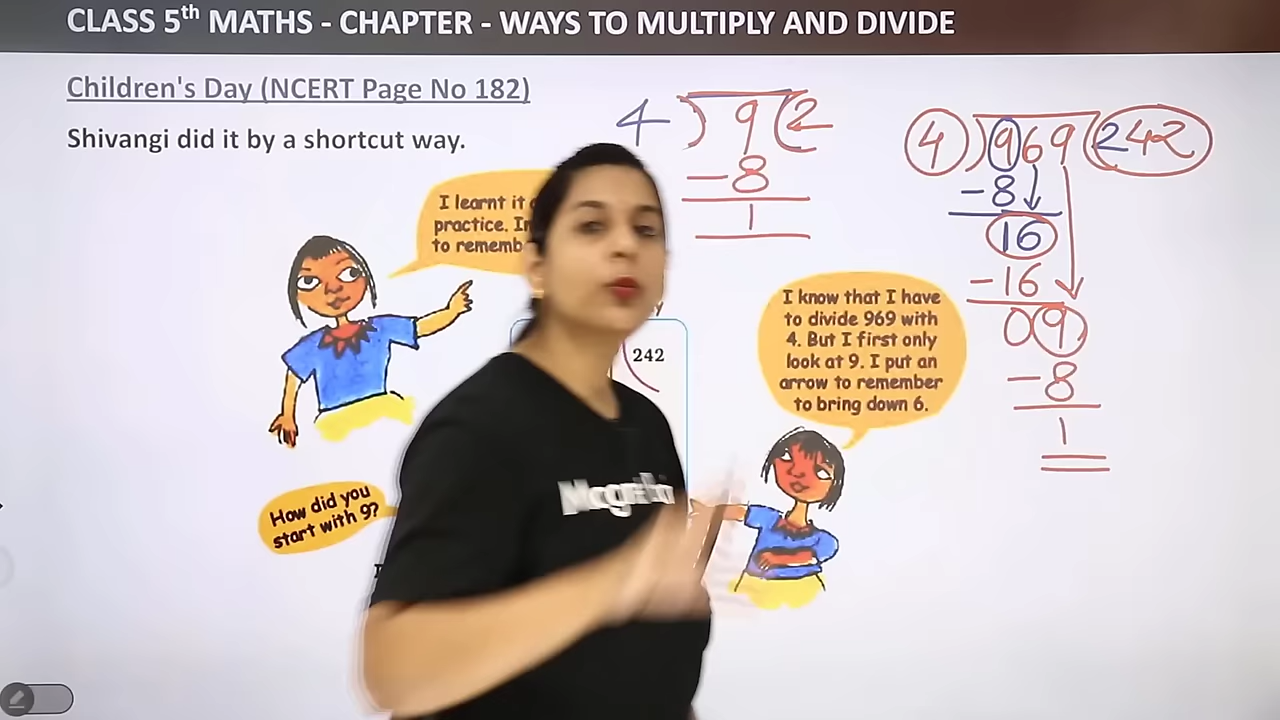 CLASS 5th MATHS - CHAPTER - WAYS TO MULTIPLY AND DIVIDE
Children's Day (NCERT Page No 182)
Shivangi did it by a shortcut way.
I learnt it
practice.
to
How did you
start with 9?
242
I know that I have
to divide 969 with
4. But I first only
look at 9. I put an
arrow to remember
to bring down 6.
4)9(2
-8
1
4)969(242
-8
16
-16
09
-8
1